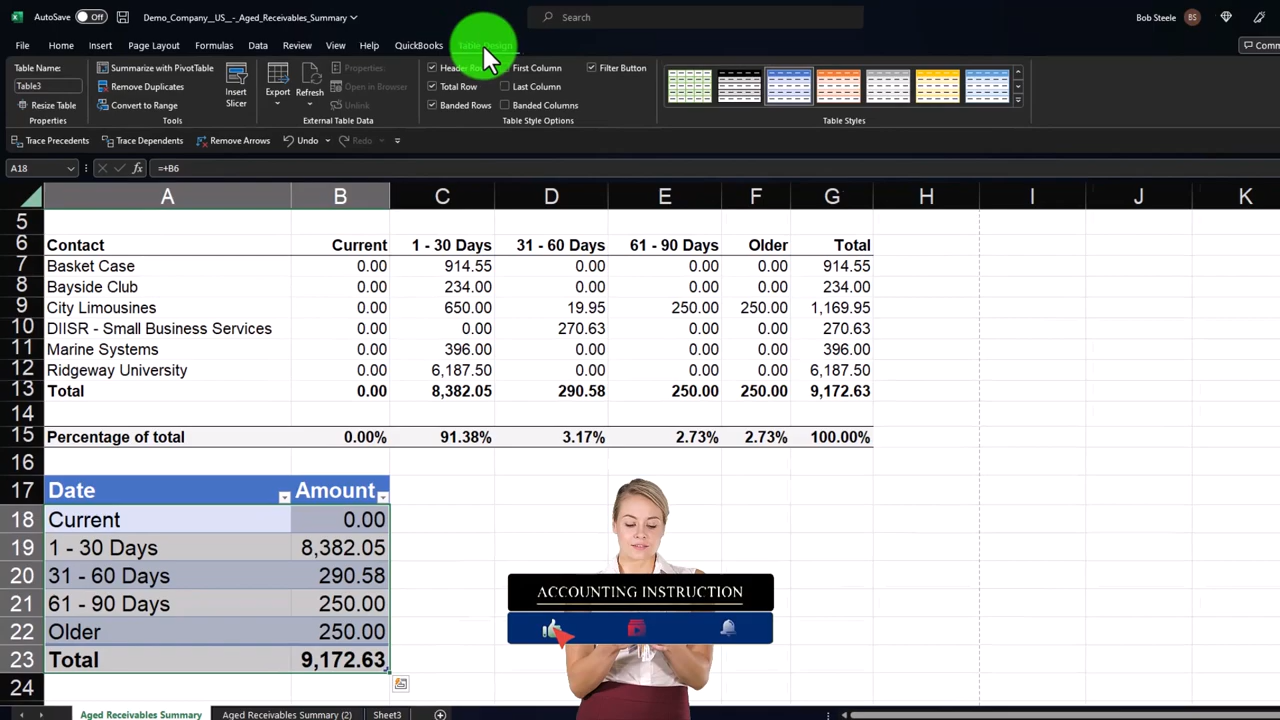 AutoSave Off Demo_Company__US_-_Aged_Receivables_Summary Search Bob Steele BS
File Home Insert Page Layout Formulas Data Review View Help QuickBooks Table Design
Table Name:
Table3
Resize Table
Properties
with PivotTable
Convert to Range
Tools
Insert
Slicer
Export
Refresh
Properties
Open in Browser
Unlink
External Table Data
First Column
Filter Button
Total Row
Last Column
Banded Rows
Banded Columns
Table Style Options
Table Styles
Trace Precedents Trace Dependents Remove Arrows Undo Redo
A18 fx =+B6
A B C D E F G H I J K
5
6 Contact Current 1 - 30 Days 31 - 60 Days 61 - 90 Days Older Total
7 Basket Case 0.00 914.55 0.00 0.00 0.00 914.55
8 Bayside Club 0.00 234.00 0.00 0.00 0.00 234.00
9 City Limousines 0.00 650.00 19.95 250.00 250.00 1,169.95
10 DIISR - Small Business Services 0.00 0.00 270.63 0.00 0.00 270.63
11 Marine Systems 0.00 396.00 0.00 0.00 0.00 396.00
12 Ridgeway University 0.00 6,187.50 0.00 0.00 0.00 6,187.50
13 Total 0.00 8,382.05 290.58 250.00 250.00 9,172.63
14
15 Percentage of total 0.00% 91.38% 3.17% 2.73% 2.73% 100.00%
16
17 Date Amount
18 Current 0.00
19 1 - 30 Days 8,382.05
20 31 - 60 Days 290.58
21 61 - 90 Days 250.00
22 Older 250.00
23 Total 9,172.63
24
ACCOUNTING INSTRUCTION
Aged Receivables Summary Aged Receivables Summary (2) Sheet3